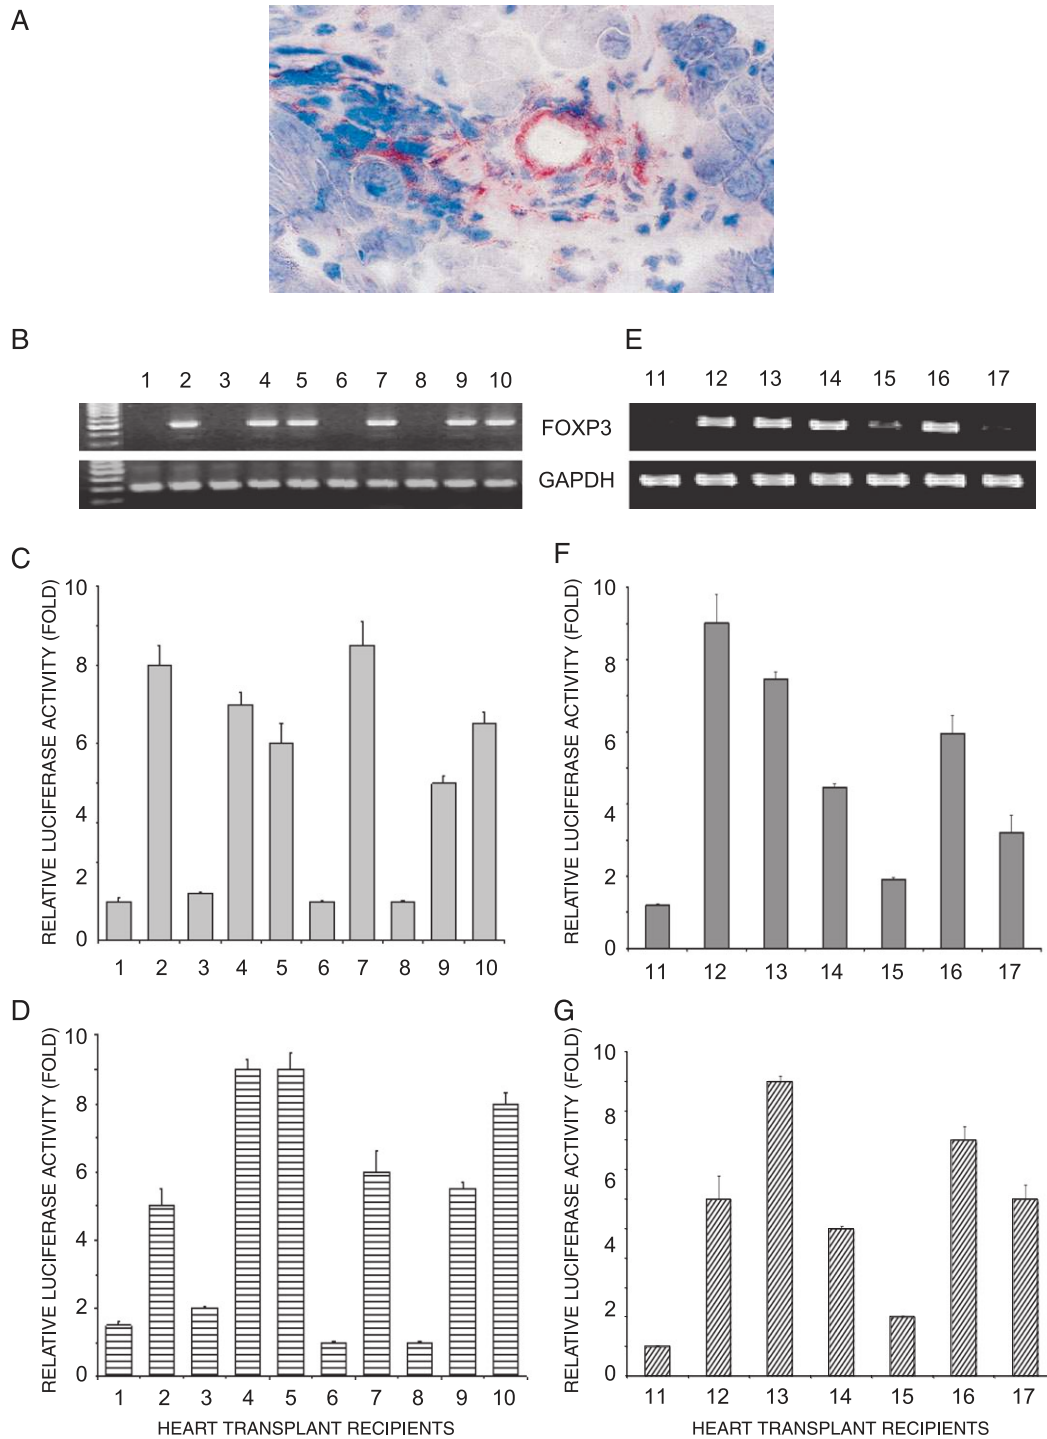 A
B
1 2 3 4 5 6 7 8 9 10
FOXP3
GAPDH
E
11 12 13 14 15 16 17
C
RELATIVE LUCIFERASE ACTIVITY (FOLD)
10
8
6
4
2
0
1 2 3 4 5 6 7 8 9 10
F
RELATIVE LUCIFERASE ACTIVITY (FOLD)
10
8
6
4
2
0
11 12 13 14 15 16 17
D
RELATIVE LUCIFERASE ACTIVITY (FOLD)
10
8
6
4
2
0
1 2 3 4 5 6 7 8 9 10
HEART TRANSPLANT RECIPIENTS
G
RELATIVE LUCIFERASE ACTIVITY (FOLD)
10
8
6
4
2
0
11 12 13 14 15 16 17
HEART TRANSPLANT RECIPIENTS